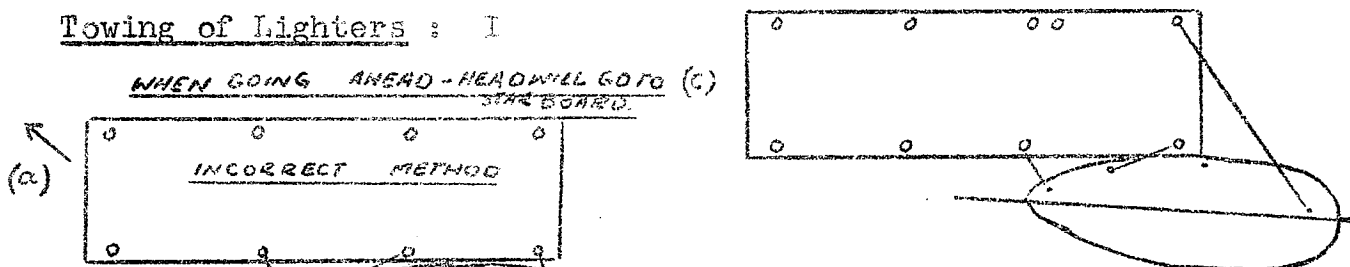 Towing of Lighters : I
WHEN GOING AHEAD - HEAD WILL GO TO
STARBOARD.
(c)
(a)
INCORRECT METHOD